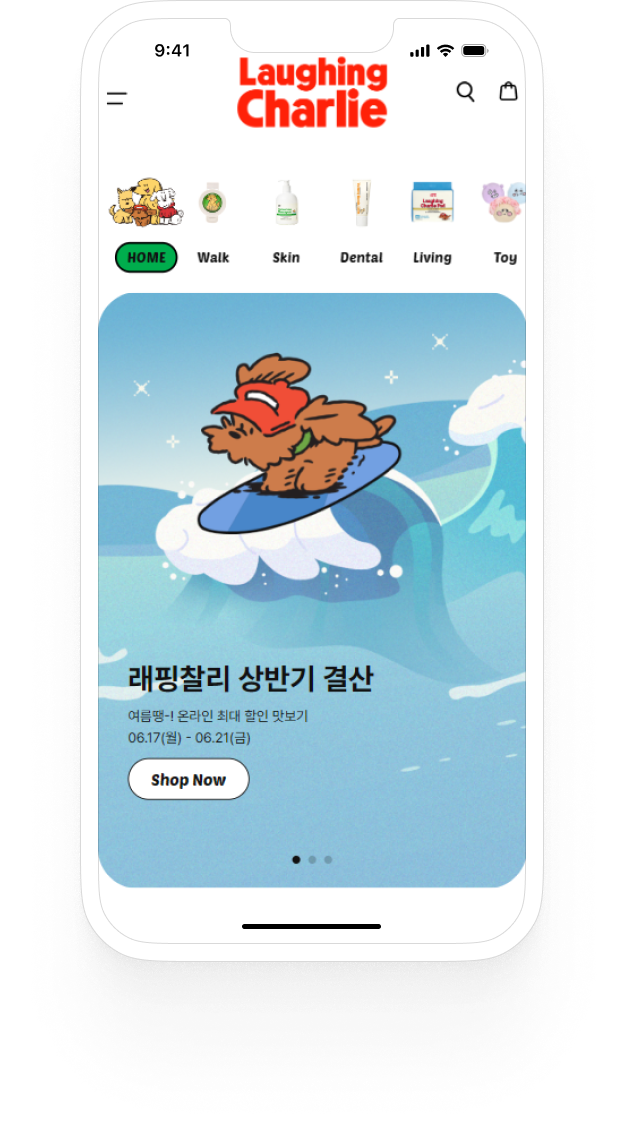 9:41
Laughing
Charlie
HOME
Walk
Skin
Dental
Living
Toy
래핑찰리 상반기 결산
여름땡-! 온라인 최대 할인 맛보기
06.17(월) - 06.21(금)
Shop Now